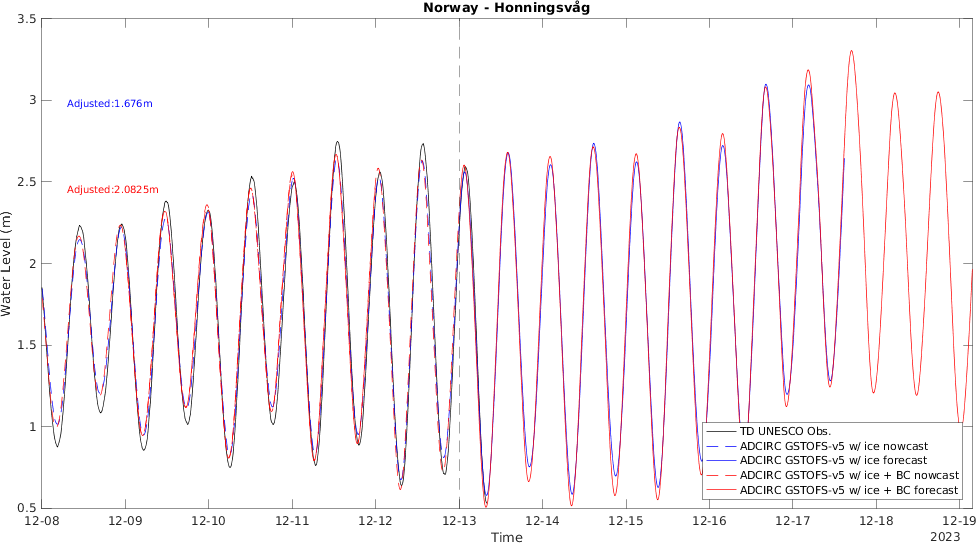 Norway - Honningsvåg
3.5
3
2.5
2
1.5
1
0.5
Water Level (m)
Adjusted:1.676m
Adjusted:2.0825m
TD UNESCO Obs.
ADCIRC GSTOFS-v5 w/ ice nowcast
ADCIRC GSTOFS-v5 w/ ice forecast
ADCIRC GSTOFS-v5 w/ ice + BC nowcast
ADCIRC GSTOFS-v5 w/ ice + BC forecast
12-08 12-09 12-10 12-11 12-12 12-13 12-14 12-15 12-16 12-17 12-18 12-19
Time
2023